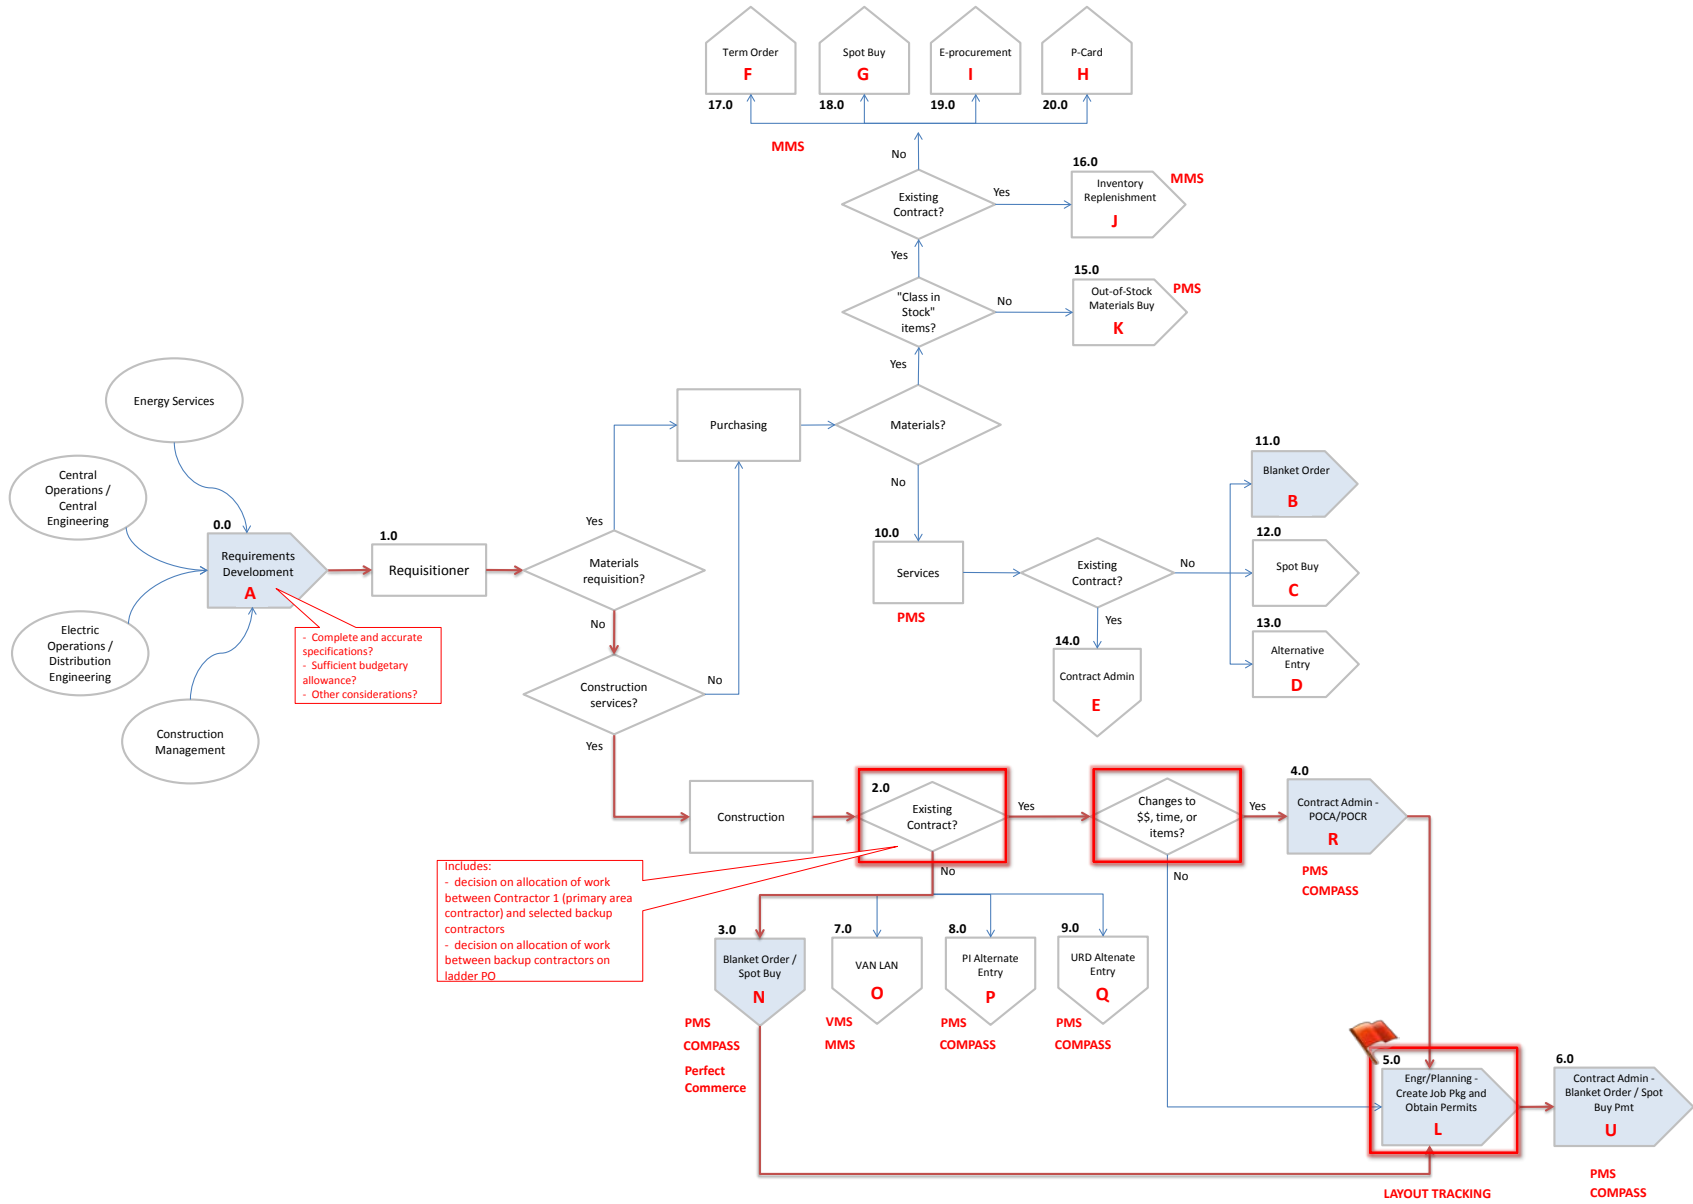 Term Order
F
17.0
Spot Buy
G
18.0
E-procurement
I
19.0
P-Card
H
20.0
MMS
No
Existing
Contract?
Yes
16.0
Inventory
Replenishment
J
MMS
Yes
"Class in
Stock"
items?
No
15.0
Out-of-Stock
Materials Buy
K
PMS
Yes
Energy Services
Central
Operations /
Central
Engineering
Electric
Operations /
Distribution
Engineering
Construction
Management
0.0
Requirements
Development
A
- Complete and accurate
specifications?
- Sufficient budgetary
allowance?
- Other considerations?
1.0
Requisitioner
Materials
requisition?
Yes
No
Purchasing
Materials?
No
10.0
Services
PMS
Existing
Contract?
No
Yes
11.0
Blanket Order
B
12.0
Spot Buy
C
13.0
Alternative
Entry
D
14.0
Contract Admin
E
Construction
services?
No
Yes
Construction
2.0
Existing
Contract?
Yes
No
Changes to
$$, time, or
items?
Yes
No
4.0
Contract Admin -
POCA/POCR
R
PMS
COMPASS
Includes:
- decision on allocation of work
between Contractor 1 (primary area
contractor) and selected backup
contractors
- decision on allocation of work
between backup contractors on
ladder PO
3.0
Blanket Order /
Spot Buy
N
PMS
COMPASS
Perfect
Commerce
7.0
VAN LAN
O
VMS
MMS
8.0
PI Alternate
Entry
P
PMS
COMPASS
9.0
URD Altenate
Entry
Q
PMS
COMPASS
5.0
Engr/Planning -
Create Job Pkg and
Obtain Permits
L
LAYOUT TRACKING
6.0
Contract Admin -
Blanket Order / Spot
Buy Pmt
U
PMS
COMPASS